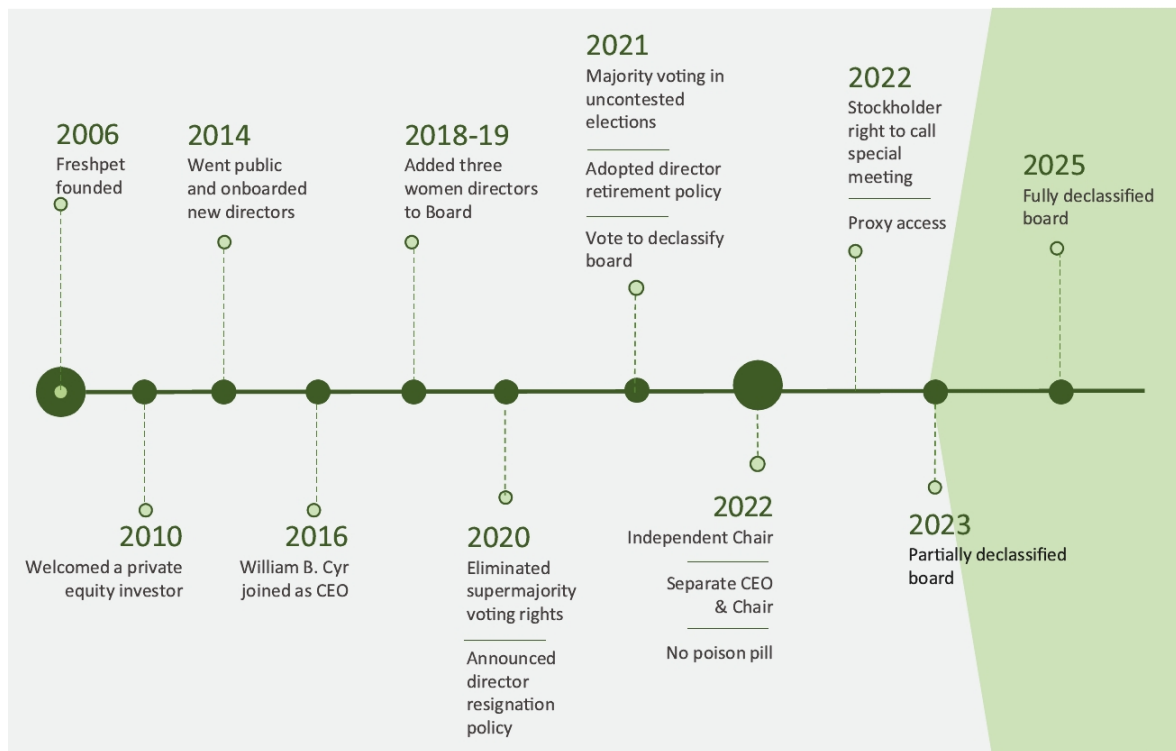 2006
Freshpet
founded
2010
Welcomed a private
equity investor
2014
Went public
and onboarded
new directors
2016
William B. Cyr
joined as CEO
2018-19
Added three
women directors
to Board
2020
Eliminated
supermajority
voting rights
Announced
director
resignation
policy
2021
Majority voting in
uncontested
elections
Adopted director
retirement policy
Vote to declassify
board
2022
Independent Chair
Separate CEO
& Chair
No poison pill
2022
Stockholder
right to call
special
meeting
Proxy access
2023
Partially declassified
board
2025
Fully declassified
board